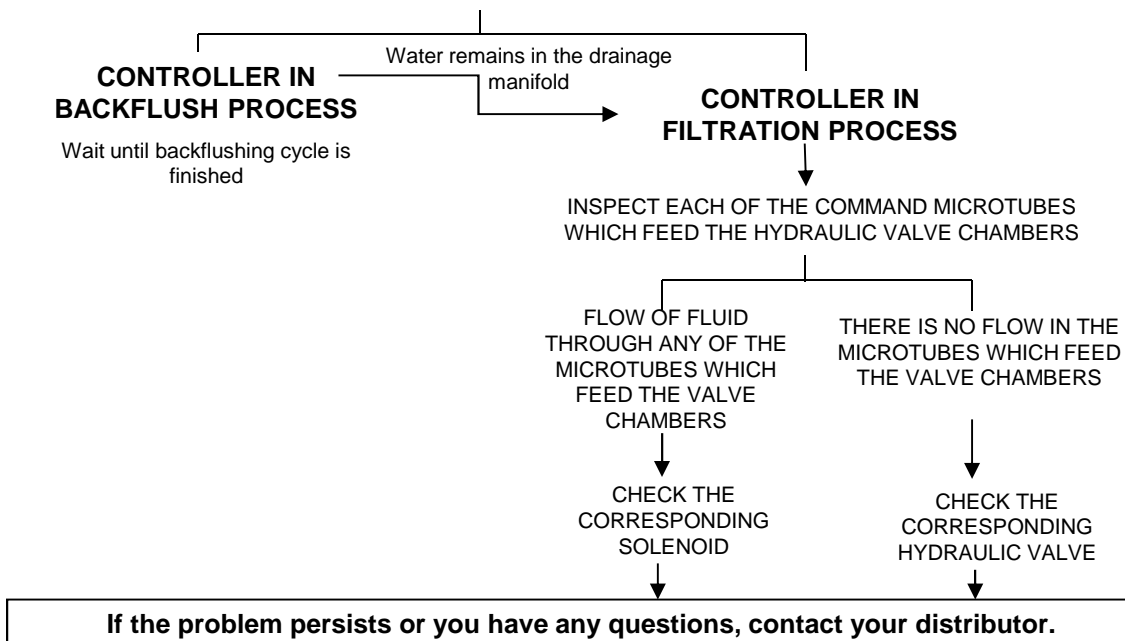 Water remains in the drainage
manifold
CONTROLLER IN
BACKFLUSH PROCESS
Wait until backflushing cycle is
finished
CONTROLLER IN
FILTRATION PROCESS
INSPECT EACH OF THE COMMAND MICROTUBES
WHICH FEED THE HYDRAULIC VALVE CHAMBERS
FLOW OF FLUID
THROUGH ANY OF THE
MICROTUBES WHICH
FEED THE VALVE
CHAMBERS
THERE IS NO FLOW IN THE
MICROTUBES WHICH FEED
THE VALVE CHAMBERS
CHECK THE
CORRESPONDING
SOLENOID
CHECK THE
CORRESPONDING
HYDRAULIC VALVE
If the problem persists or you have any questions, contact your distributor.